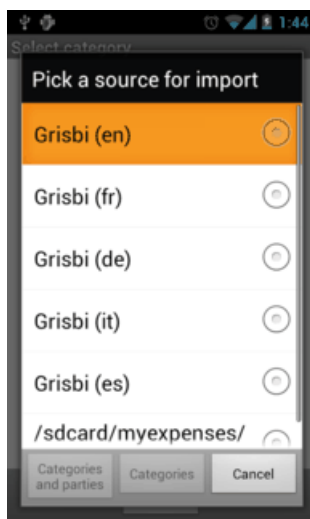 1:44
Select category
Pick a source for import
Grisbi (en)
Grisbi (fr)
Grisbi (de)
Grisbi (it)
Grisbi (es)
/sdcard/myexpenses/
Categories
and parties
Categories
Cancel